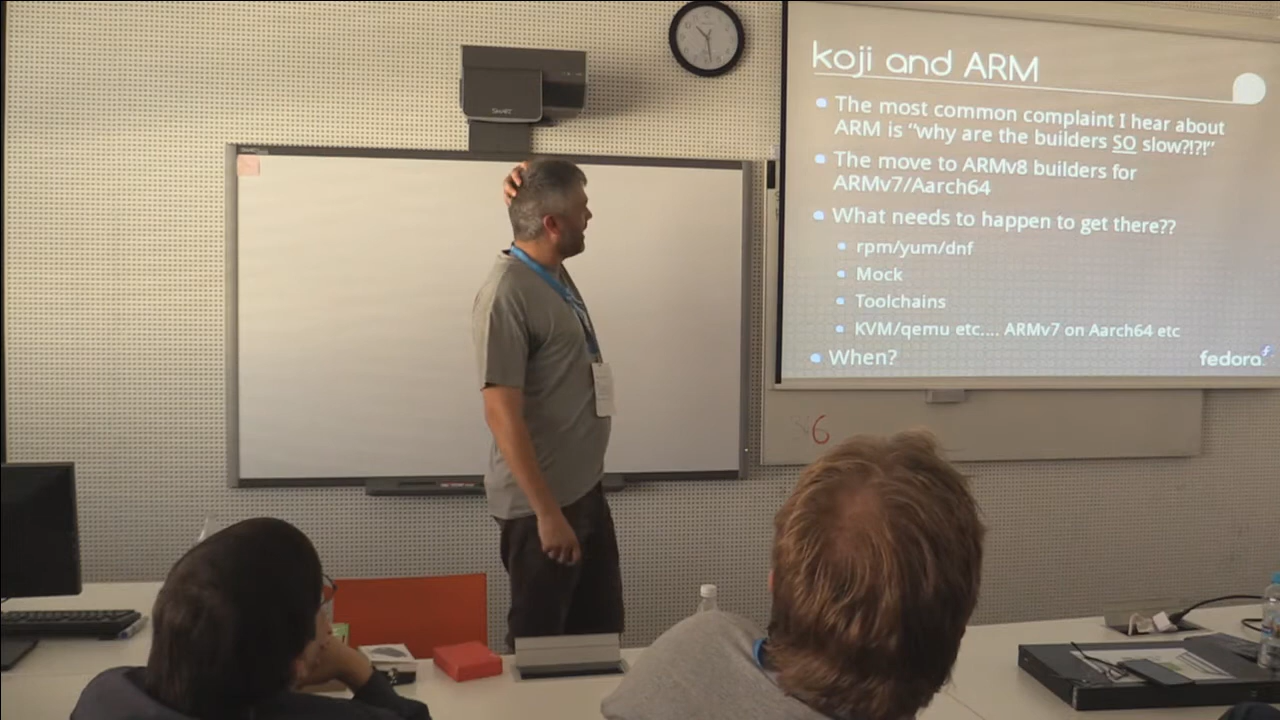 koji and ARM
The most common complaint I hear about
ARM is "why are the builders SO slow?!?!"
The move to ARMv8 builders for
ARMv7/Aarch64
What needs to happen to get there??
rpm/yum/dnf
Mock
Toolchains
KVM/qemu etc.... ARMv7 on Aarch64 etc
When?
fedora
SMART
6